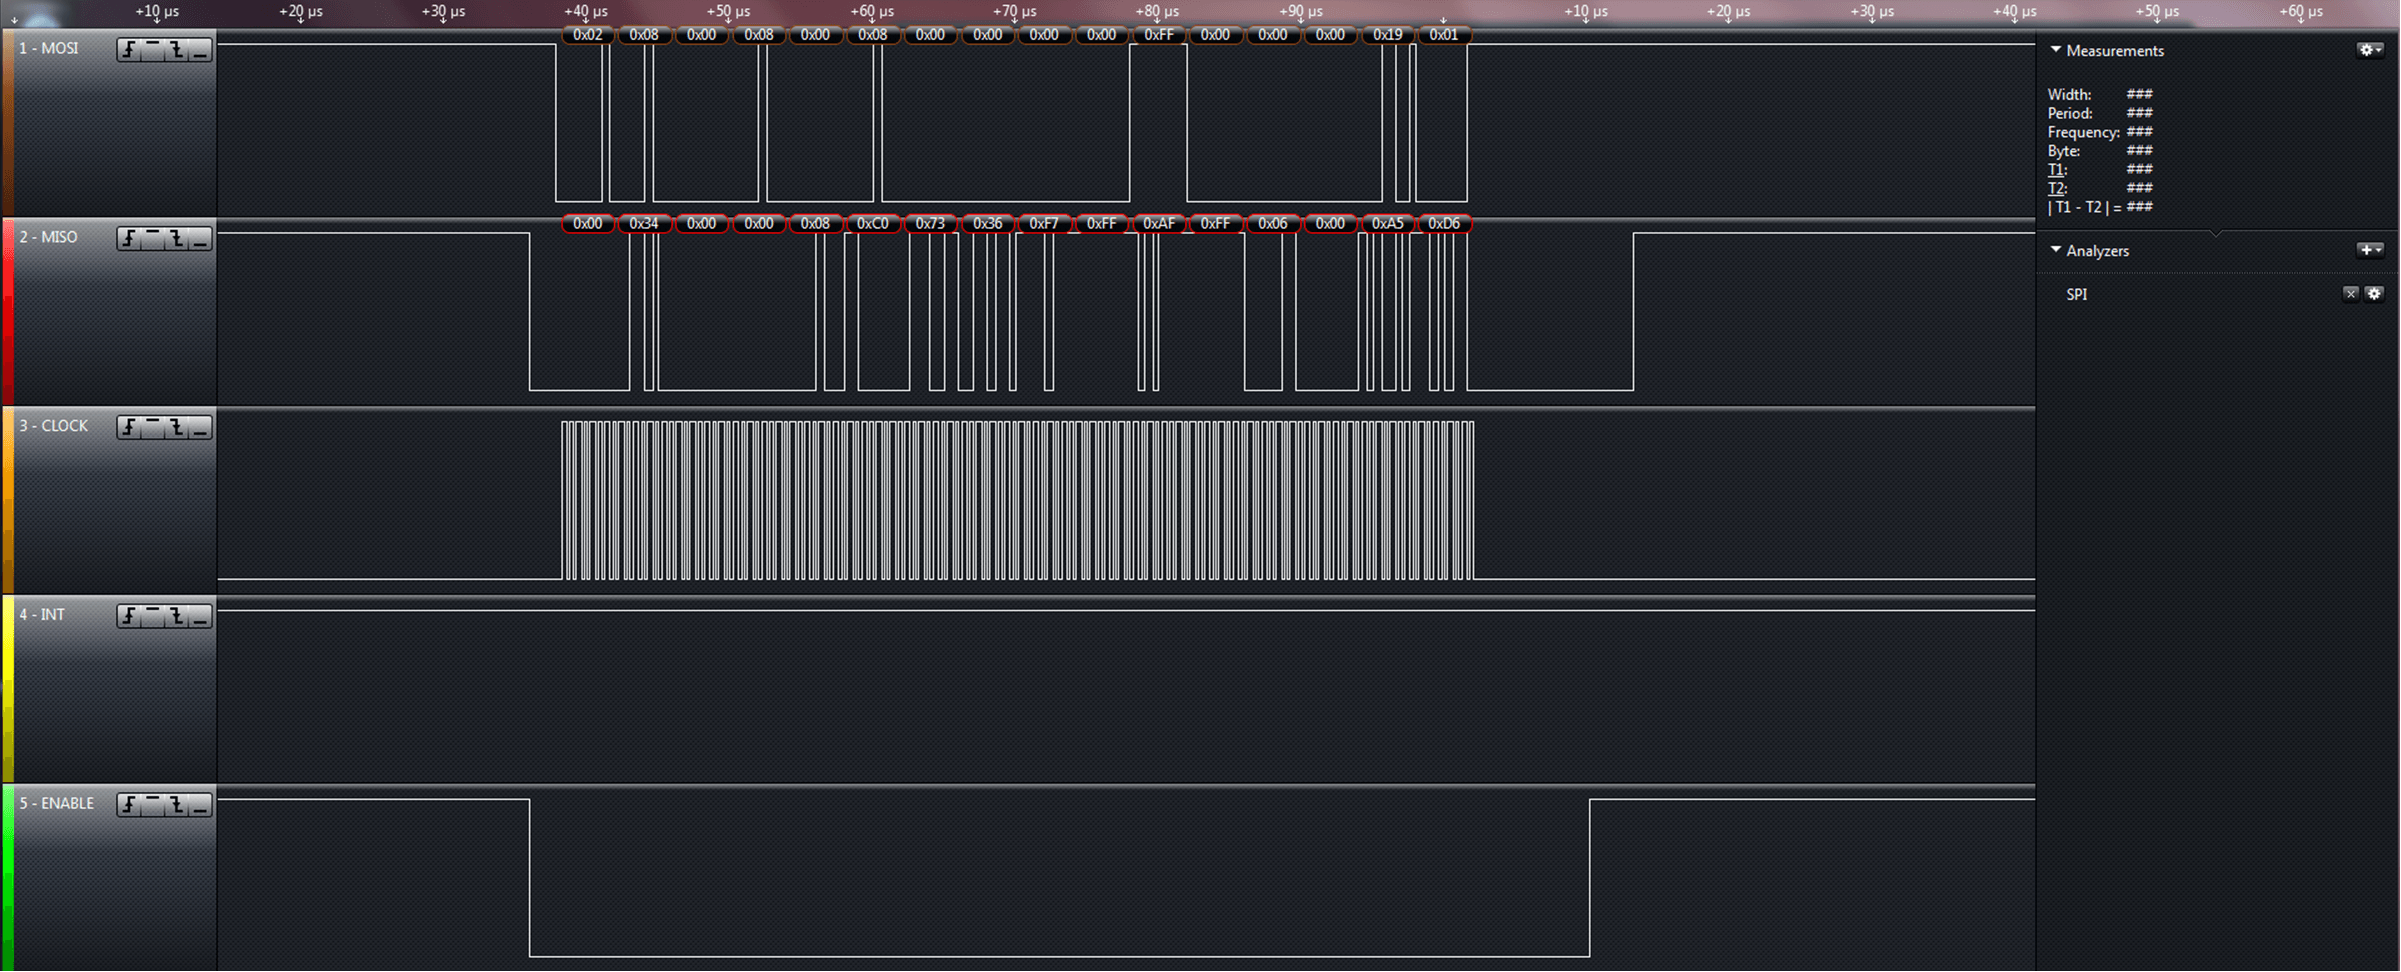 +10 µs +20 µs +30 µs +40 µs +50 µs +60 µs +70 µs +80 µs +90 µs +10 µs +20 µs +30 µs +40 µs +50 µs +60 µs
1 - MOSI
0x02 0x08 0x00 0x08 0x00 0x08 0x00 0x00 0x00 0x00 0xFF 0x00 0x00 0x00 0x19 0x01
2 - MISO
0x00 0x34 0x00 0x00 0x08 0xC0 0x73 0x36 0xF7 0xFF 0xAF 0xFF 0x06 0x00 0xA5 0xD6
3 - CLOCK
4 - INT
5 - ENABLE
Measurements
Width: ###
Period: ###
Frequency: ###
Byte: ###
T1: ###
T2: ###
| T1 - T2 | = ###
Analyzers
SPI